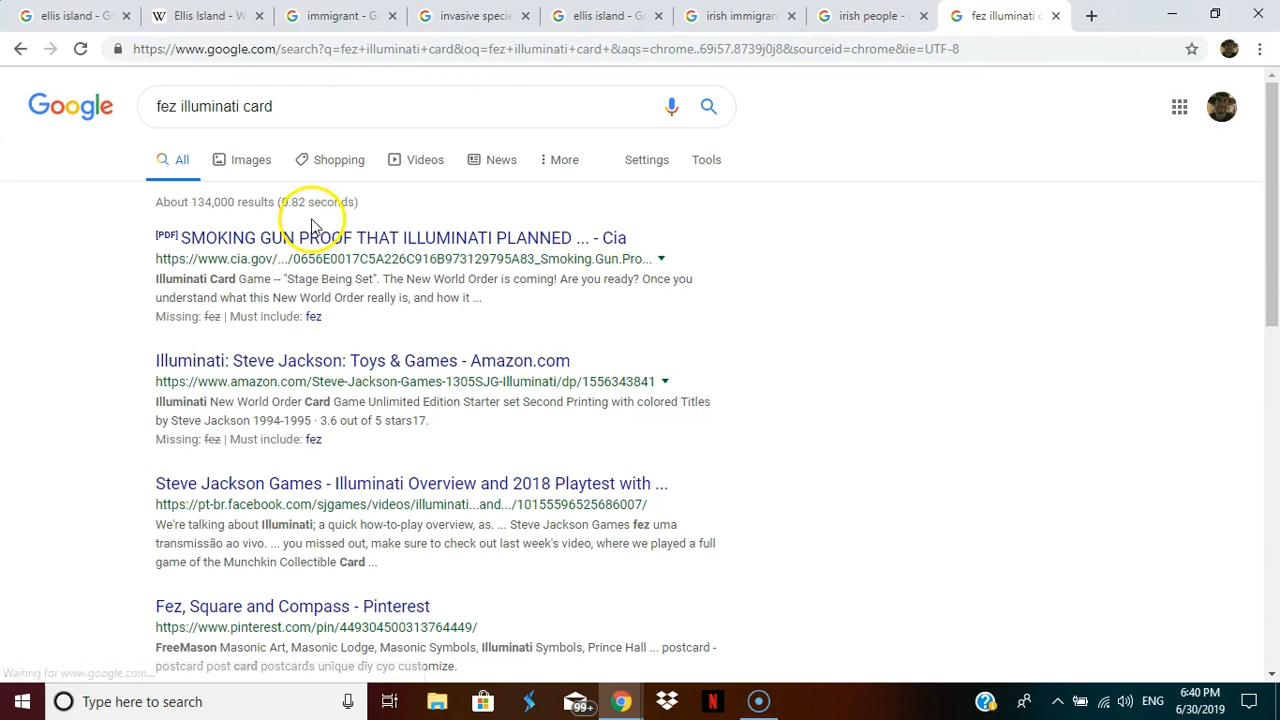 ellis island - Go
Ellis Island - W
immigrant - Go
invasive specie
ellis island - Go
irish immigran
irish people - G
fez illuminati c
https://www.google.com/search?q=fez+illuminati+card&oq=fez+illuminati+card+&aqs=chrome..69i57.8739j0j8&sourceid=chrome&ie=UTF-8
Google
fez illuminati card
All Images Shopping Videos News More Settings Tools
About 134,000 results (0.82 seconds)
[PDF] SMOKING GUN PROOF THAT ILLUMINATI PLANNED ... - Cia
https://www.cia.gov/.../0656E0017C5A226C916B973129795A83_Smoking.Gun.Pro...
Illuminati Card Game -- "Stage Being Set". The New World Order is coming! Are you ready? Once you
understand what this New World Order really is, and how it ...
Missing: fez | Must include: fez
Illuminati: Steve Jackson: Toys & Games - Amazon.com
https://www.amazon.com/Steve-Jackson-Games-1305SJG-Illuminati/dp/1556343841
Illuminati New World Order Card Game Unlimited Edition Starter set Second Printing with colored Titles
by Steve Jackson 1994-1995 · 3.6 out of 5 stars17.
Missing: fez | Must include: fez
Steve Jackson Games - Illuminati Overview and 2018 Playtest with ...
https://pt-br.facebook.com/sjgames/videos/illuminati...and.../10155596525686007/
We're talking about Illuminati; a quick how-to-play overview, as. ... Steve Jackson Games fez uma
transmissão ao vivo. ... you missed out, make sure to check out last week's video, where we played a full
game of the Munchkin Collectible Card ...
Fez, Square and Compass - Pinterest
https://www.pinterest.com/pin/449304500313764449/
FreeMason Masonic Art, Masonic Lodge, Masonic Symbols, Illuminati Symbols, Prince Hall ... postcard -
postcard post card postcards unique diy cyo customize.
Waiting for www.google.com...
Type here to search
99+
N
ENG
6:40 PM
6/30/2019